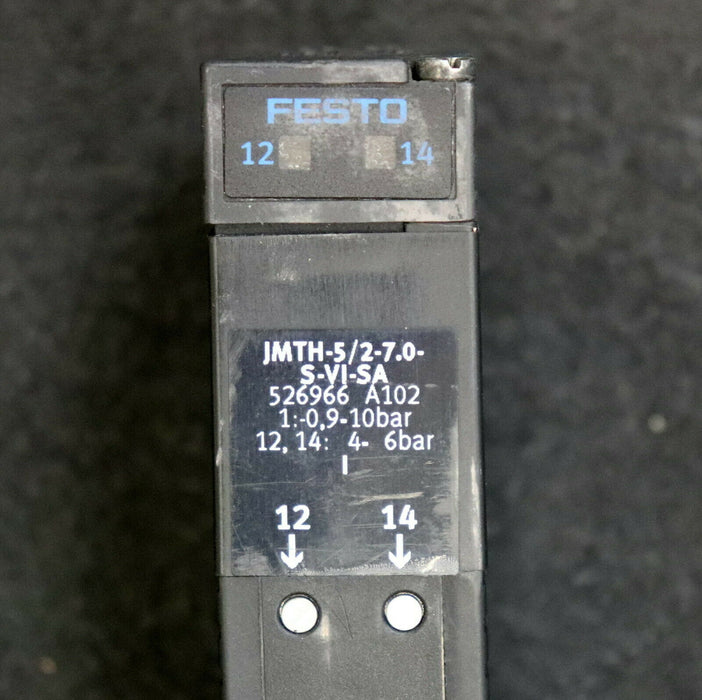 FESTO
12 14
JMTH-5/2-7.0-
S-VI-SA
526966 A102
1:-0,9-10bar
12, 14: 4- 6bar
I
12 14